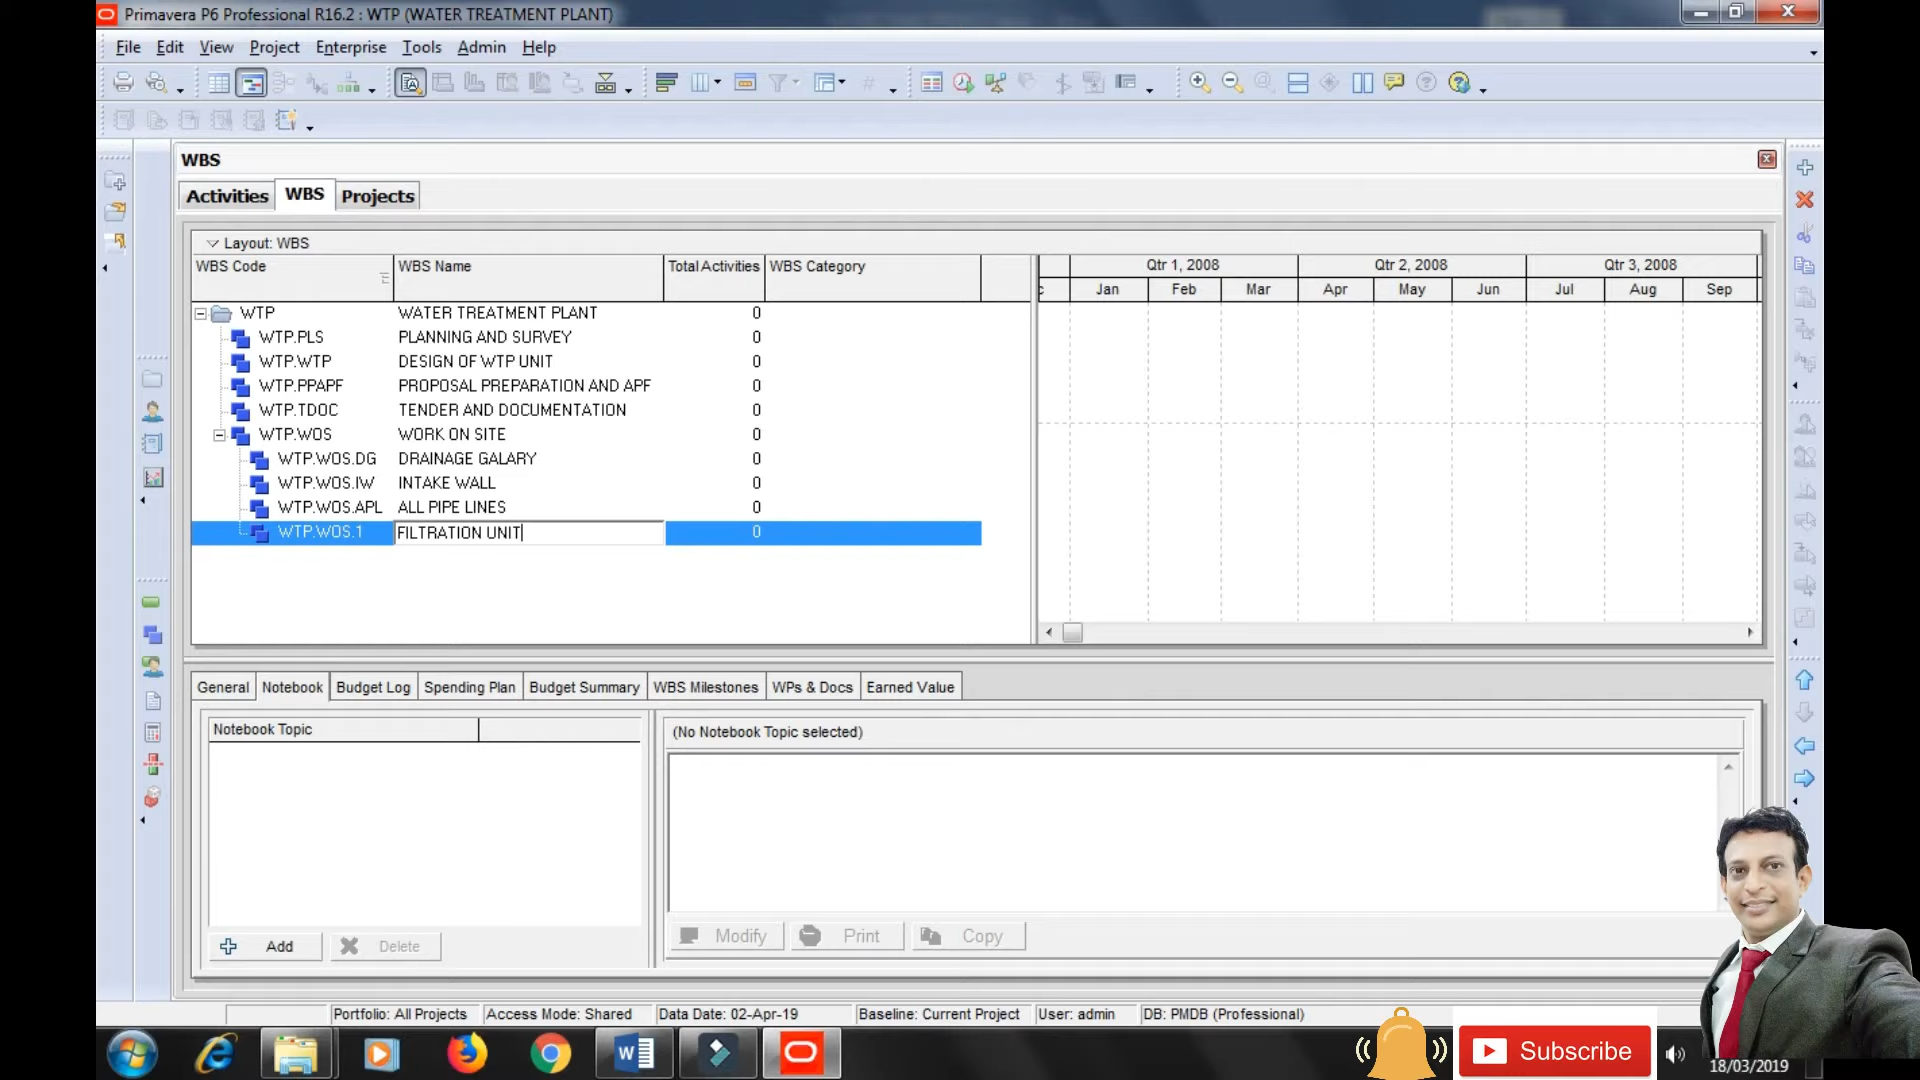 Primavera P6 Professional R16.2 : WTP (WATER TREATMENT PLANT)
File Edit View Project Enterprise Tools Admin Help
WBS
Activities WBS Projects
Layout: WBS
WBS Code WBS Name Total Activities WBS Category
Qtr 1, 2008 Qtr 2, 2008 Qtr 3, 2008
Jan Feb Mar Apr May Jun Jul Aug Sep
WTP WATER TREATMENT PLANT 0
WTP.PLS PLANNING AND SURVEY 0
WTP.WTP DESIGN OF WTP UNIT 0
WTP.PPAPF PROPOSAL PREPARATION AND APF 0
WTP.TDOC TENDER AND DOCUMENTATION 0
WTP.WOS WORK ON SITE 0
WTP.WOS.DG DRAINAGE GALARY 0
WTP.WOS.IW INTAKE WALL 0
WTP.WOS.APL ALL PIPE LINES 0
WTP.WOS.1 FILTRATION UNIT 0
General Notebook Budget Log Spending Plan Budget Summary WBS Milestones WPs & Docs Earned Value
Notebook Topic
(No Notebook Topic selected)
Modify Print Copy
Add Delete
Portfolio: All Projects Access Mode: Shared Data Date: 02-Apr-19 Baseline: Current Project User: admin DB: PMDB (Professional)
Subscribe
18/03/2019